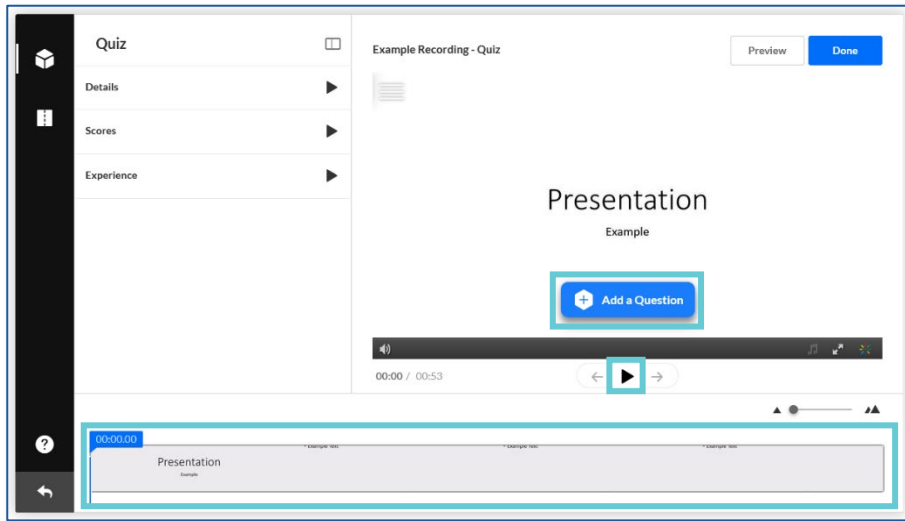 Quiz
Details
Scores
Experience
Example Recording - Quiz
Preview
Done
Presentation
Example
Add a Question
00:00 / 00:53
00:00.00
Presentation
Example